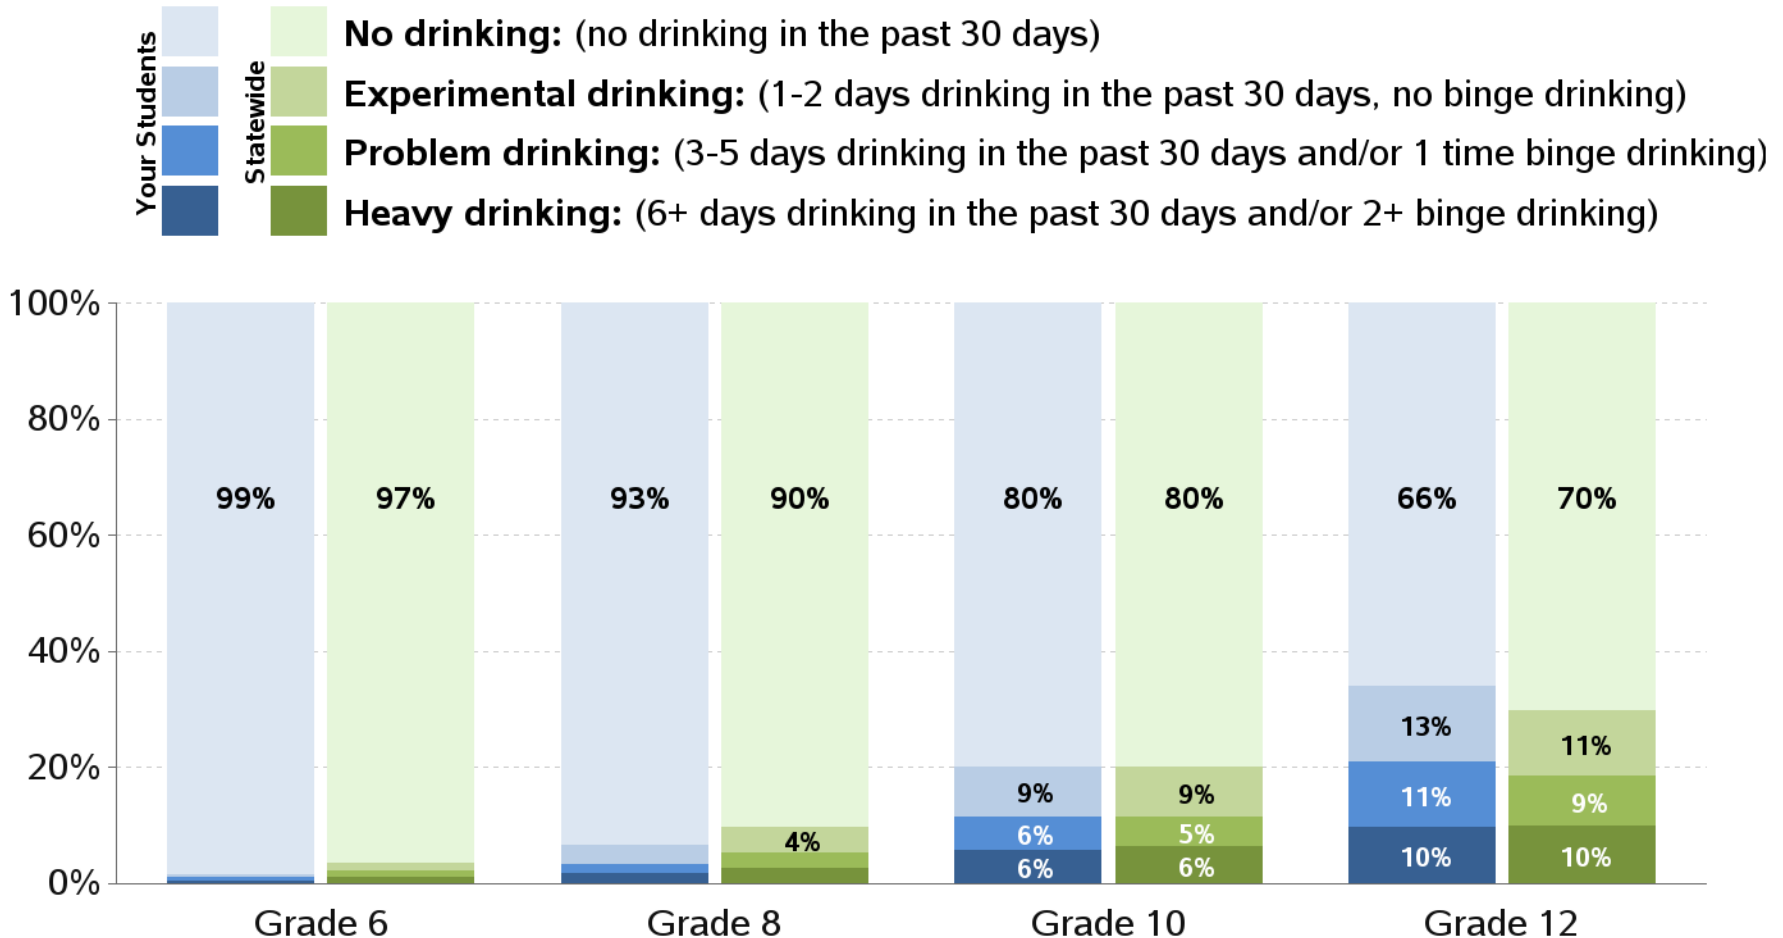 Your Students
Statewide
No drinking: (no drinking in the past 30 days)
Experimental drinking: (1-2 days drinking in the past 30 days, no binge drinking)
Problem drinking: (3-5 days drinking in the past 30 days and/or 1 time binge drinking)
Heavy drinking: (6+ days drinking in the past 30 days and/or 2+ binge drinking)
100%
80%
60%
40%
20%
0%
99%
97%
93%
90%
4%
80%
9%
6%
6%
80%
9%
5%
6%
66%
13%
11%
10%
70%
11%
9%
10%
Grade 6
Grade 8
Grade 10
Grade 12